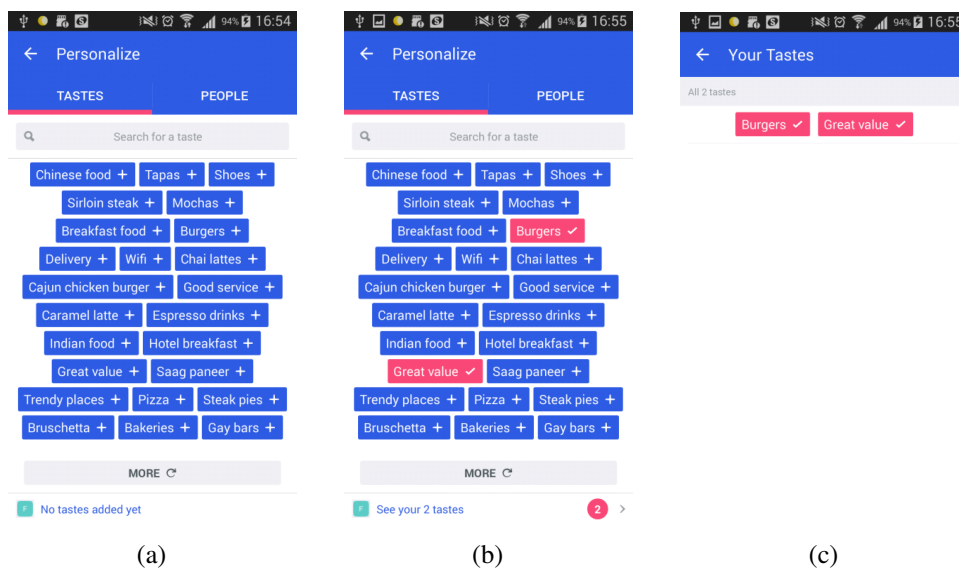 94% 16:54
Personalize
TASTES PEOPLE
Search for a taste
Chinese food + Tapas + Shoes +
Sirloin steak + Mochas +
Breakfast food + Burgers +
Delivery + Wifi + Chai lattes +
Cajun chicken burger + Good service +
Caramel latte + Espresso drinks +
Indian food + Hotel breakfast +
Great value + Saag paneer +
Trendy places + Pizza + Steak pies +
Bruschetta + Bakeries + Gay bars +
MORE
F No tastes added yet
(a)
94% 16:55
Personalize
TASTES PEOPLE
Search for a taste
Chinese food + Tapas + Shoes +
Sirloin steak + Mochas +
Breakfast food + Burgers ✓
Delivery + Wifi + Chai lattes +
Cajun chicken burger + Good service +
Caramel latte + Espresso drinks +
Indian food + Hotel breakfast +
Great value ✓ Saag paneer +
Trendy places + Pizza + Steak pies +
Bruschetta + Bakeries + Gay bars +
MORE
F See your 2 tastes 2 >
(b)
94% 16:55
Your Tastes
All 2 tastes
Burgers ✓ Great value ✓
(c)